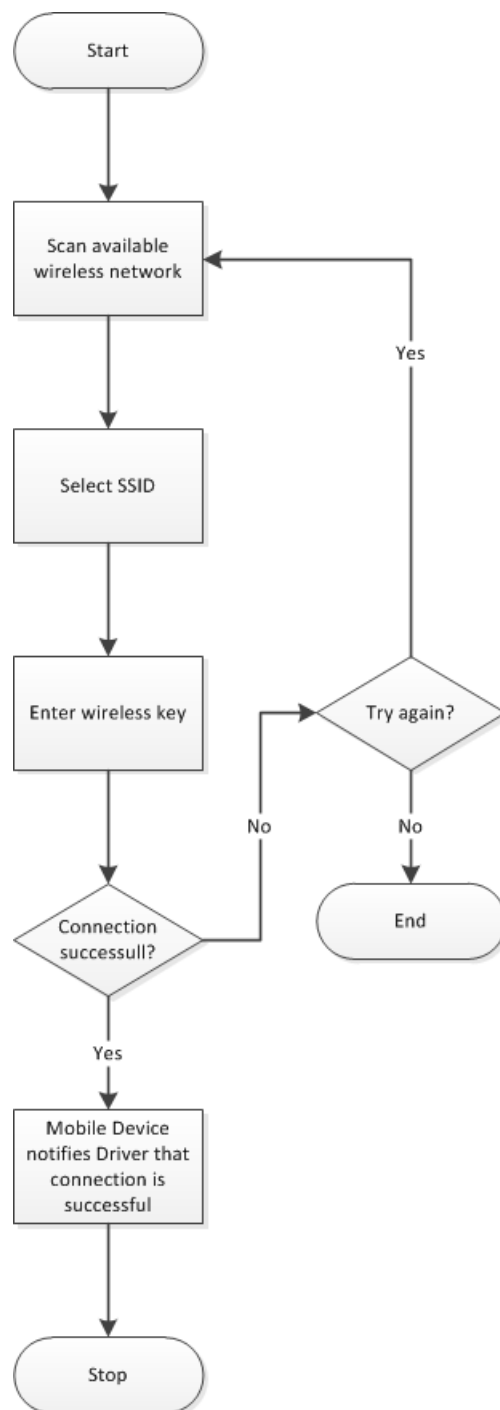 Start
Scan available
wireless network
Yes
Select SSID
Enter wireless key
Try again?
No
No
Connection
successull?
End
Yes
Mobile Device
notifies Driver that
connection is
successful
Stop